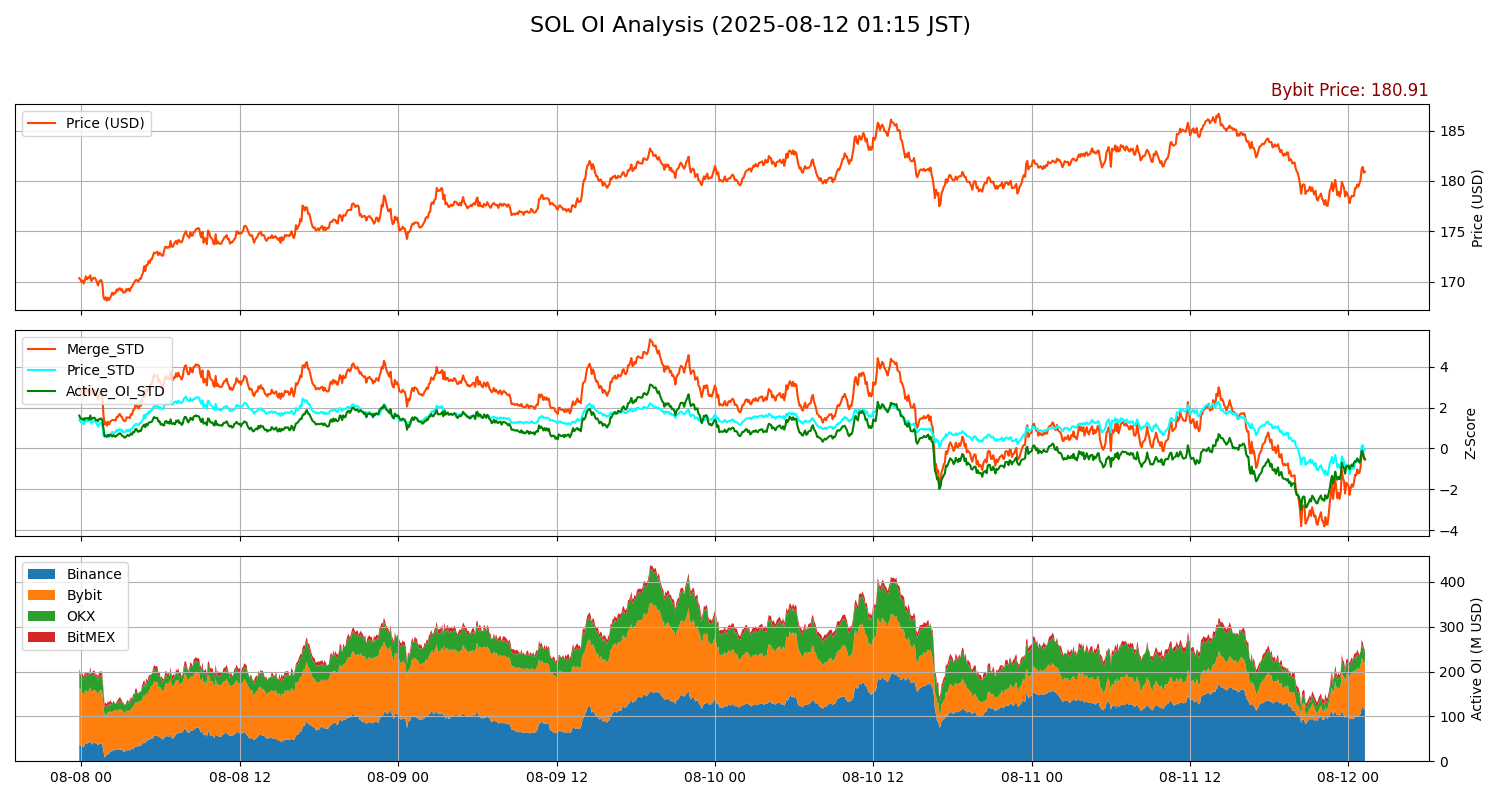 SOL OI Analysis (2025-08-12 01:15 JST)
Bybit Price: 180.91
Price (USD)
185
180
175
170
Price (USD)
Merge_STD
Price_STD
Active_OI_STD
4
2
0
−2
−4
Z-Score
Binance
Bybit
OKX
BitMEX
400
300
200
100
0
Active OI (M USD)
08-08 00
08-08 12
08-09 00
08-09 12
08-10 00
08-10 12
08-11 00
08-11 12
08-12 00